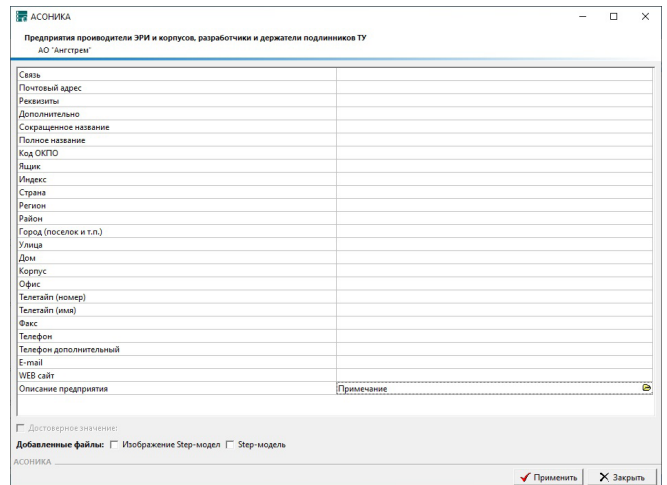 АСОНИКА
Предприятия проиводители ЭРИ и корпусов, разработчики и держатели подлинников ТУ
АО "Ангстрем"
Связь
Почтовый адрес
Реквизиты
Дополнительно
Сокращенное название
Полное название
Код ОКПО
Ящик
Индекс
Страна
Регион
Район
Город (поселок и т.п.)
Улица
Дом
Корпус
Офис
Телетайп (номер)
Телетайп (имя)
Факс
Телефон
Телефон дополнительный
E-mail
WEB сайт
Описание предприятия Примечание
Достоверное значение:
Добавленные файлы: Изображение Step-модел Step-модель
АСОНИКА
Применить Закрыть